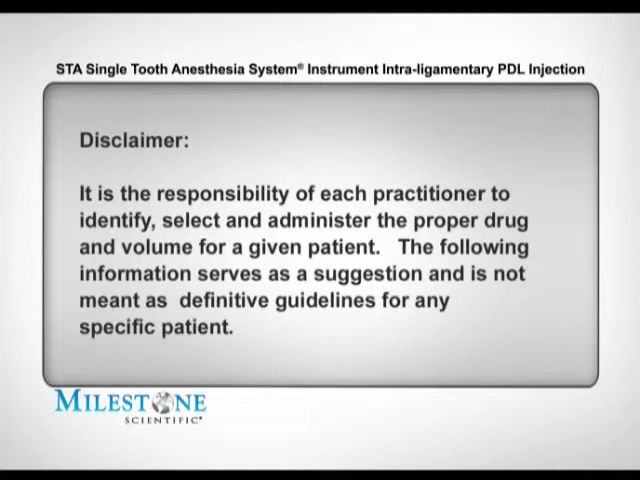 STA Single Tooth Anesthesia System® Instrument Intra-ligamentary PDL Injection
Disclaimer:
It is the responsibility of each practitioner to
identify, select and administer the proper drug
and volume for a given patient. The following
information serves as a suggestion and is not
meant as definitive guidelines for any
specific patient.
MILESTONE
SCIENTIFIC®